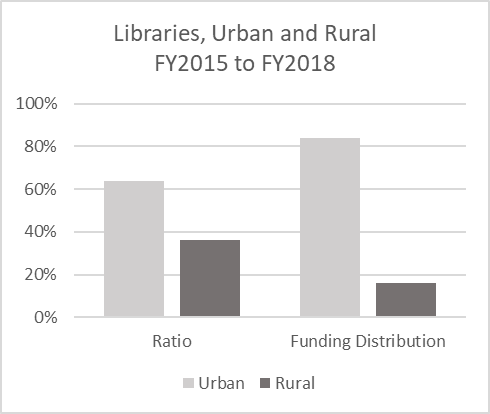 Libraries, Urban and Rural
FY2015 to FY2018
100%
80%
60%
40%
20%
0%
Ratio Funding Distribution
Urban Rural